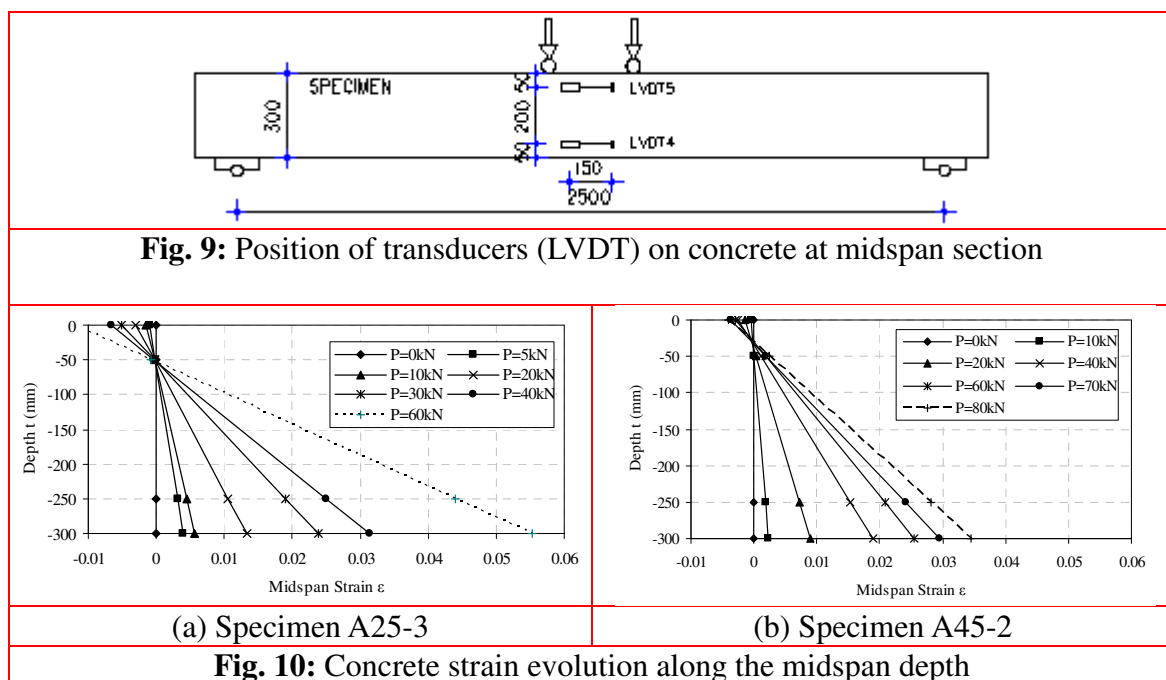 SPECIMEN
300
50
200
50
LVDT5
LVDT4
150
2500
Fig. 9: Position of transducers (LVDT) on concrete at midspan section
0
-50
-100
-150
-200
-250
-300
Depth t (mm)
P=0kN P=5kN
P=10kN P=20kN
P=30kN P=40kN
P=60kN
-0.01 0 0.01 0.02 0.03 0.04 0.05 0.06
Midspan Strain ε
(a) Specimen A25-3
0
-50
-100
-150
-200
-250
-300
Depth t (mm)
P=0kN P=10kN
P=20kN P=40kN
P=60kN P=70kN
P=80kN
-0.01 0 0.01 0.02 0.03 0.04 0.05 0.06
Midspan Strain ε
(b) Specimen A45-2
Fig. 10: Concrete strain evolution along the midspan depth